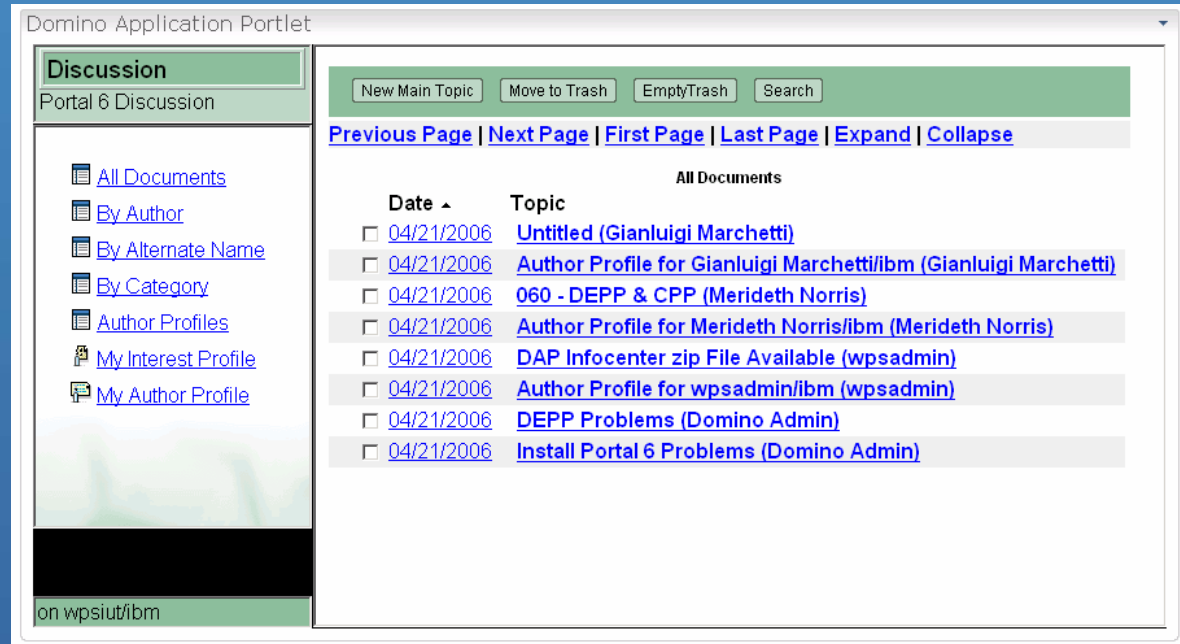 Domino Application Portlet
Discussion
Portal 6 Discussion
All Documents
By Author
By Alternate Name
By Category
Author Profiles
My Interest Profile
My Author Profile
on wpsiut/ibm
New Main Topic Move to Trash EmptyTrash Search
Previous Page | Next Page | First Page | Last Page | Expand | Collapse
All Documents
Date Topic
04/21/2006 Untitled (Gianluigi Marchetti)
04/21/2006 Author Profile for Gianluigi Marchetti/ibm (Gianluigi Marchetti)
04/21/2006 060 - DEPP & CPP (Merideth Norris)
04/21/2006 Author Profile for Merideth Norris/ibm (Merideth Norris)
04/21/2006 DAP Infocenter zip File Available (wpsadmin)
04/21/2006 Author Profile for wpsadmin/ibm (wpsadmin)
04/21/2006 DEPP Problems (Domino Admin)
04/21/2006 Install Portal 6 Problems (Domino Admin)